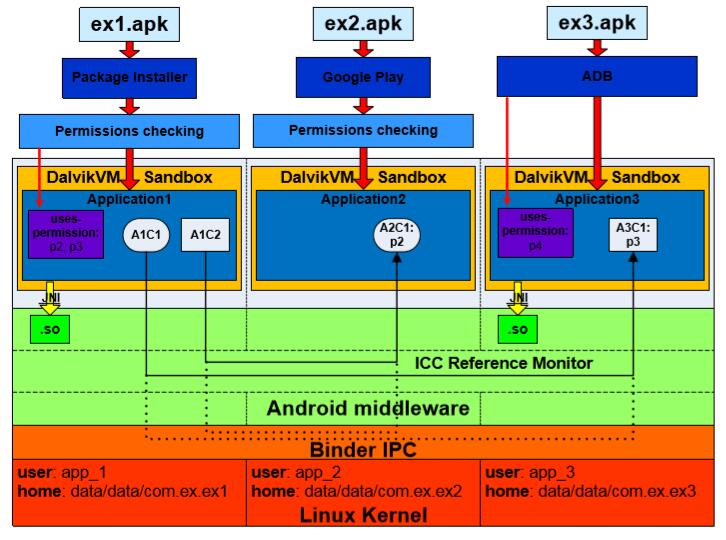 ex1.apk
ex2.apk
ex3.apk
Package Installer
Google Play
ADB
Permissions checking
Permissions checking
DalvikVM Sandbox
DalvikVM Sandbox
DalvikVM Sandbox
Application1
Application2
Application3
uses-
permission:
p2, p3
A1C1
A1C2
A2C1:
p2
uses-
permission:
p4
A3C1:
p3
JNI
JNI
.so
.so
ICC Reference Monitor
Android middleware
Binder IPC
user: app_1
home: data/data/com.ex.ex1
user: app_2
home: data/data/com.ex.ex2
user: app_3
home: data/data/com.ex.ex3
Linux Kernel